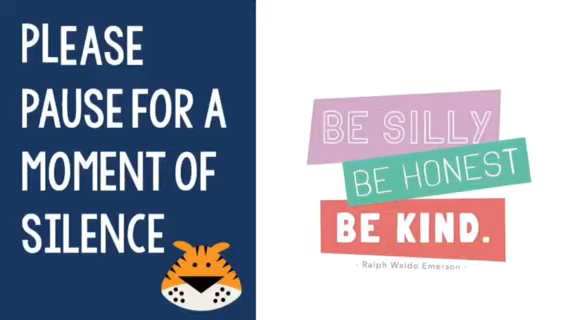 PLEASE
PAUSE FOR A
MOMENT OF
SILENCE
BE SILLY
BE HONEST
BE KIND.
- Ralph Waldo Emerson -